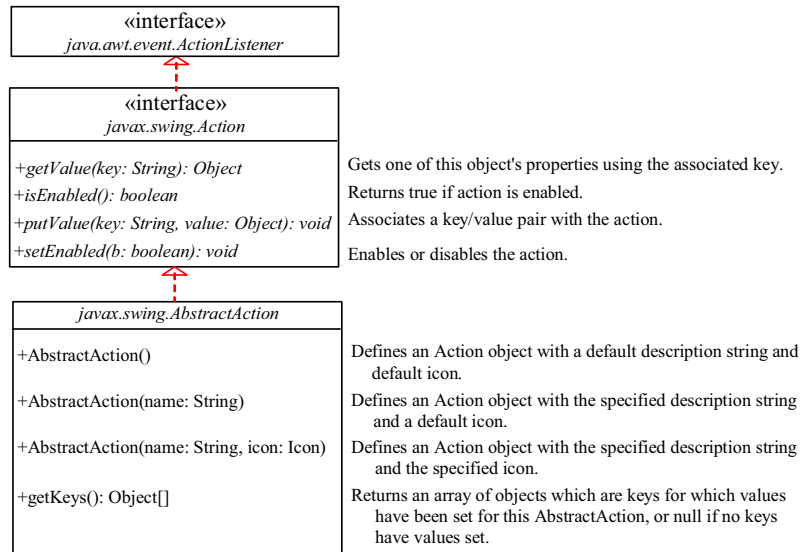 «interface»
java.awt.event.ActionListener
«interface»
javax.swing.Action
+getValue(key: String): Object
Gets one of this object's properties using the associated key.
+isEnabled(): boolean
Returns true if action is enabled.
+putValue(key: String, value: Object): void
Associates a key/value pair with the action.
+setEnabled(b: boolean): void
Enables or disables the action.
javax.swing.AbstractAction
+AbstractAction()
Defines an Action object with a default description string and
default icon.
+AbstractAction(name: String)
Defines an Action object with the specified description string
and a default icon.
+AbstractAction(name: String, icon: Icon)
Defines an Action object with the specified description string
and the specified icon.
+getKeys(): Object[]
Returns an array of objects which are keys for which values
have been set for this AbstractAction, or null if no keys
have values set.